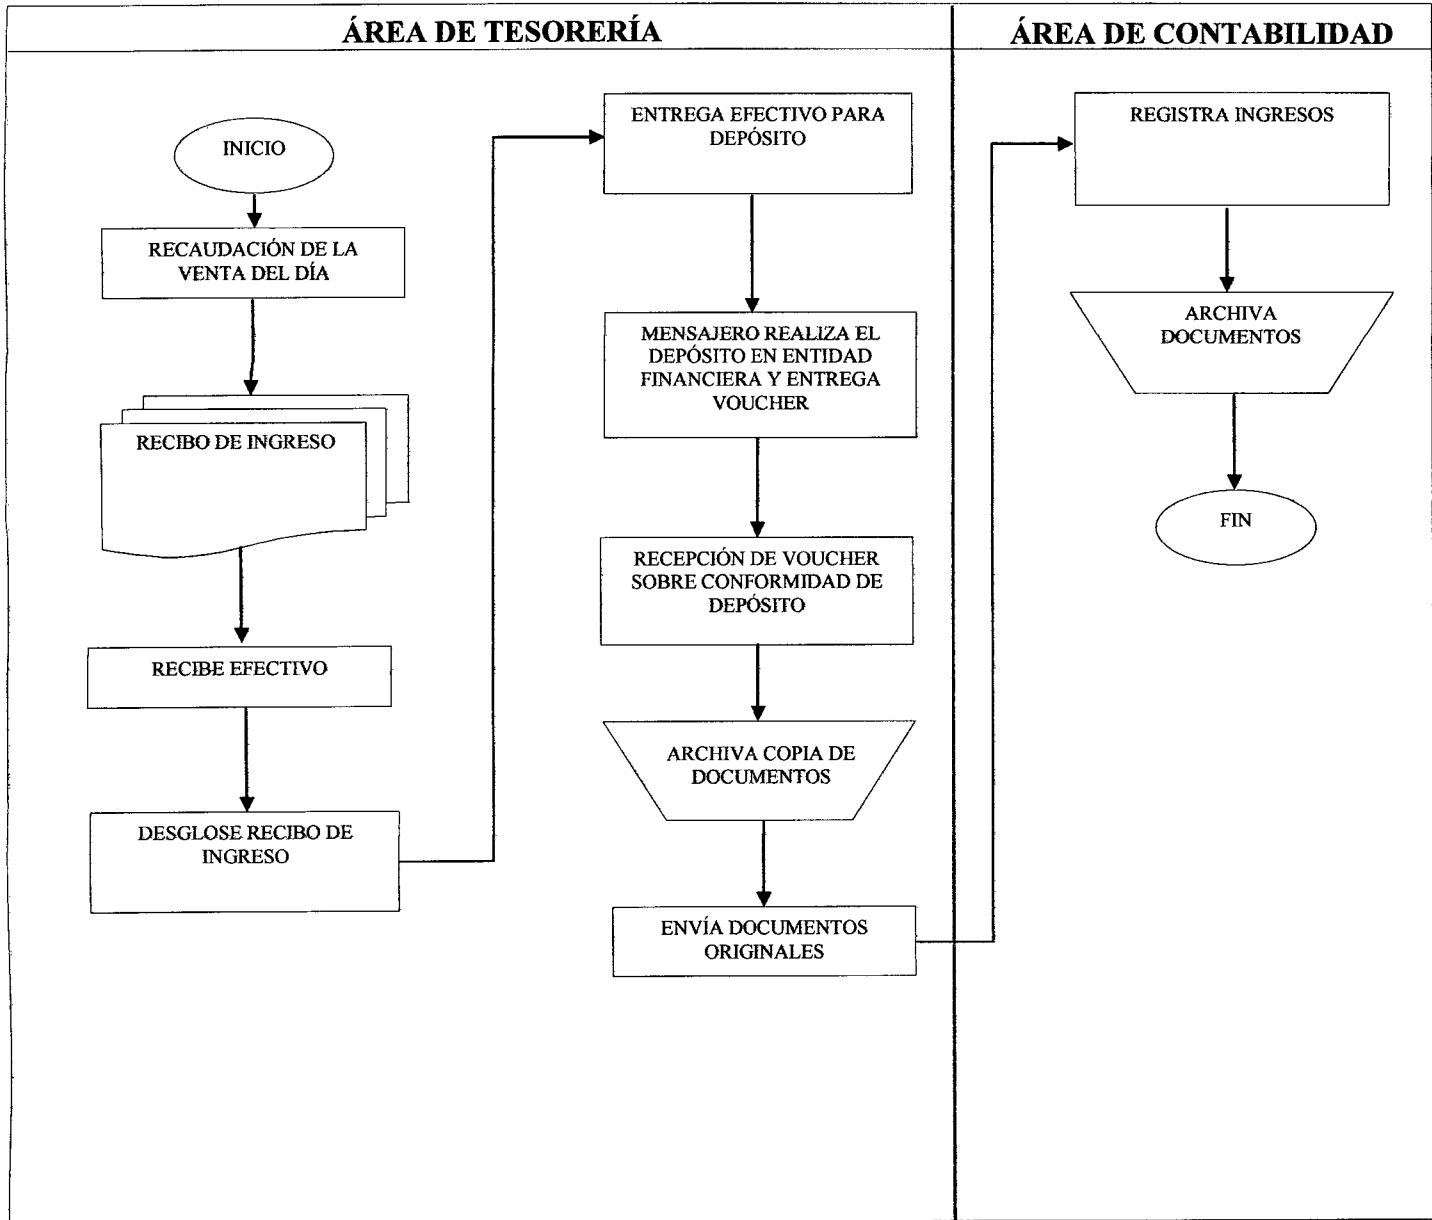 ÁREA DE TESORERÍA
ÁREA DE CONTABILIDAD
INICIO
RECAUDACIÓN DE LA
VENTA DEL DÍA
RECIBO DE INGRESO
RECIBE EFECTIVO
DESGLOSE RECIBO DE
INGRESO
ENTREGA EFECTIVO PARA
DEPÓSITO
MENSAJERO REALIZA EL
DEPÓSITO EN ENTIDAD
FINANCIERA Y ENTREGA
VOUCHER
RECEPCIÓN DE VOUCHER
SOBRE CONFORMIDAD DE
DEPÓSITO
ARCHIVA COPIA DE
DOCUMENTOS
ENVÍA DOCUMENTOS
ORIGINALES
REGISTRA INGRESOS
ARCHIVA
DOCUMENTOS
FIN